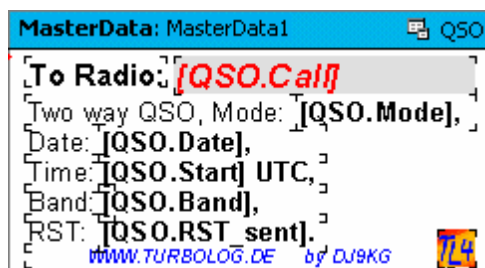 MasterData: MasterData1 QSO
To Radio: [QSO.Call]
Two way QSO, Mode: [QSO.Mode],
Date: [QSO.Date],
Time: [QSO.Start] UTC,
Band: [QSO.Band],
RST: [QSO.RST_sent].
WWW.TURBOLOG.DE by DJ9KG
TL4